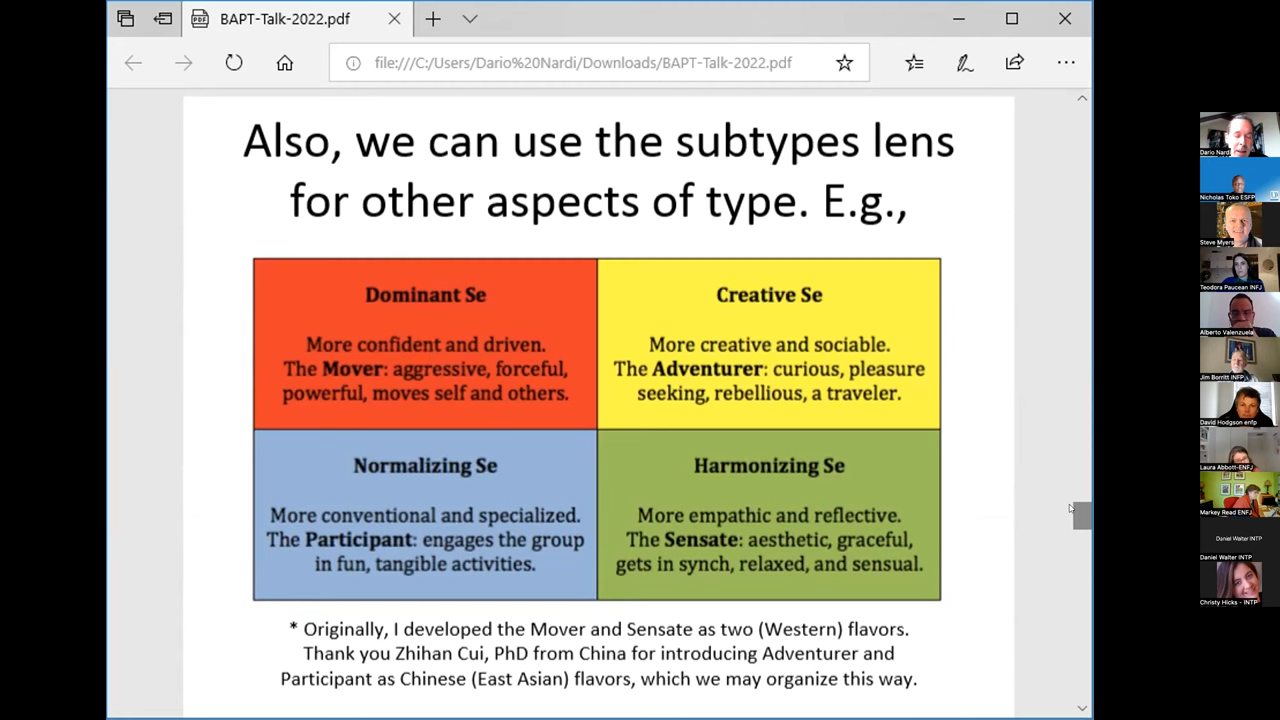 BAPT-Talk-2022.pdf
file:///C:/Users/Dario%20Nardi/Downloads/BAPT-Talk-2022.pdf
Also, we can use the subtypes lens
for other aspects of type. E.g.,
Dominant Se
More confident and driven.
The Mover: aggressive, forceful,
powerful, moves self and others.
Creative Se
More creative and sociable.
The Adventurer: curious, pleasure
seeking, rebellious, a traveler.
Normalizing Se
More conventional and specialized.
The Participant: engages the group
in fun, tangible activities.
Harmonizing Se
More empathic and reflective.
The Sensate: aesthetic, graceful,
gets in synch, relaxed, and sensual.
* Originally, I developed the Mover and Sensate as two (Western) flavors.
Thank you Zhihan Cui, PhD from China for introducing Adventurer and
Participant as Chinese (East Asian) flavors, which we may organize this way.
Dario Nardi
Nicholas Toko ESFP
Steve Myers
Teodora Paucean INFJ
Alberto Valenzuela
Jim Borritt INFP
David Hodgson enfp
Laura Abbott-ENFJ
Markey Read ENFJ
Daniel Walter INTP
Daniel Walter INTP
Christy Hicks - INTP